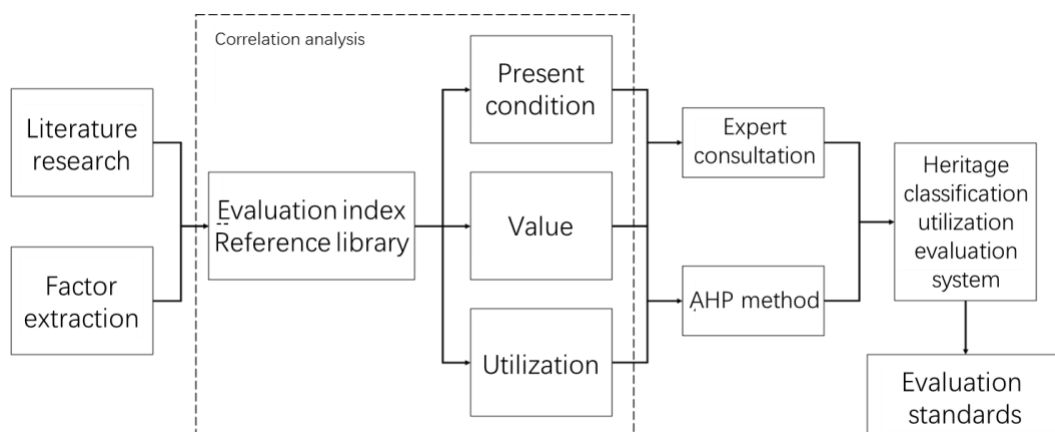 Correlation analysis
Literature
research
Factor
extraction
Evaluation index
Reference library
Present
condition
Value
Utilization
Expert
consultation
AHP method
Heritage
classification
utilization
evaluation
system
Evaluation
standards